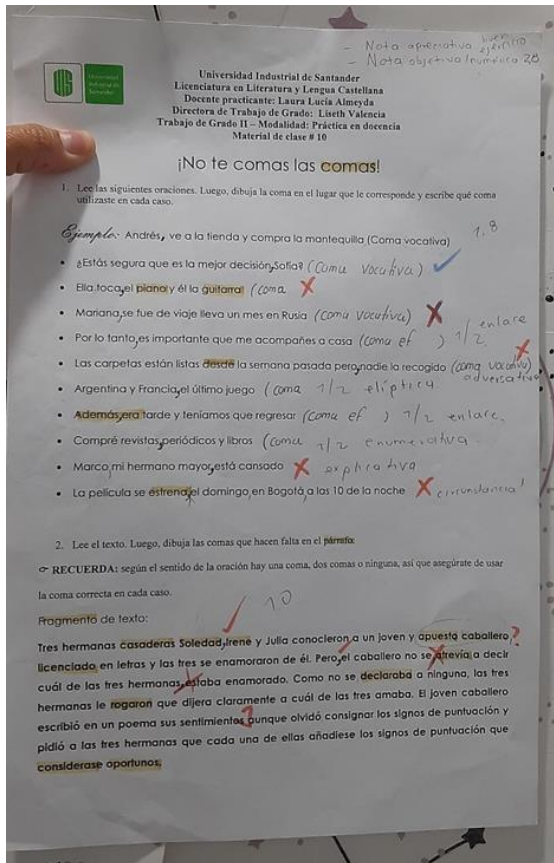 - Nota apreciativa buen ejercicio
- Nota objetiva/numérica 2.8
Universidad Industrial de Santander
Universidad Industrial de Santander
Licenciatura en Literatura y Lengua Castellana
Docente practicante: Laura Lucía Almeyda
Directora de Trabajo de Grado: Liseth Valencia
Trabajo de Grado II – Modalidad: Práctica en docencia
Material de clase # 10
¡No te comas las comas!
1. Lee las siguientes oraciones. Luego, dibuja la coma en el lugar que le corresponde y escribe qué coma
utilizaste en cada caso.
1.8
Ejemplo: Andrés, ve a la tienda y compra la mantequilla (Coma vocativa)
• ¿Estás segura que es la mejor decisión,Sofía? (Coma vocativa)
• Ella toca,el piano,y él la guitarra (coma
• Mariana,se fue de viaje lleva un mes en Rusia (coma vocativa)
• Por lo tanto,es importante que me acompañes a casa (coma ef ) 1/2 enlace
• Las carpetas están listas desde la semana pasada pero,nadie la recogido (coma vocativa) adversativa
• Argentina y Francia,el último juego (coma 1/2 elíptica
• Además,era tarde y teníamos que regresar (coma ef ) 1/2 enlace,
• Compré revistas,periódicos y libros (coma 1/2 enumerativa
• Marco,mi hermano mayor,está cansado explicativa
• La película se estrena,el domingo,en Bogotá,a las 10 de la noche circunstancial
2. Lee el texto. Luego, dibuja las comas que hacen falta en el párrafo:
RECUERDA: según el sentido de la oración hay una coma, dos comas o ninguna, así que asegúrate de usar
la coma correcta en cada caso.
1.0
Fragmento de texto:
Tres hermanas casaderas Soledad,Irene y Julia conocieron a un joven y apuesto caballero, ?
licenciado en letras y las tres se enamoraron de él. Pero,el caballero no se atrevía,a decir
cuál de las tres hermanas,estaba enamorado. Como no se declaraba a ninguna, las tres
hermanas le rogaron que dijera claramente a cuál de las tres amaba. El joven caballero
escribió en un poema sus sentimientos aunque olvidó consignar los signos de puntuación y
pidió a las tres hermanas que cada una de ellas añadiese los signos de puntuación que
considerase oportunos.